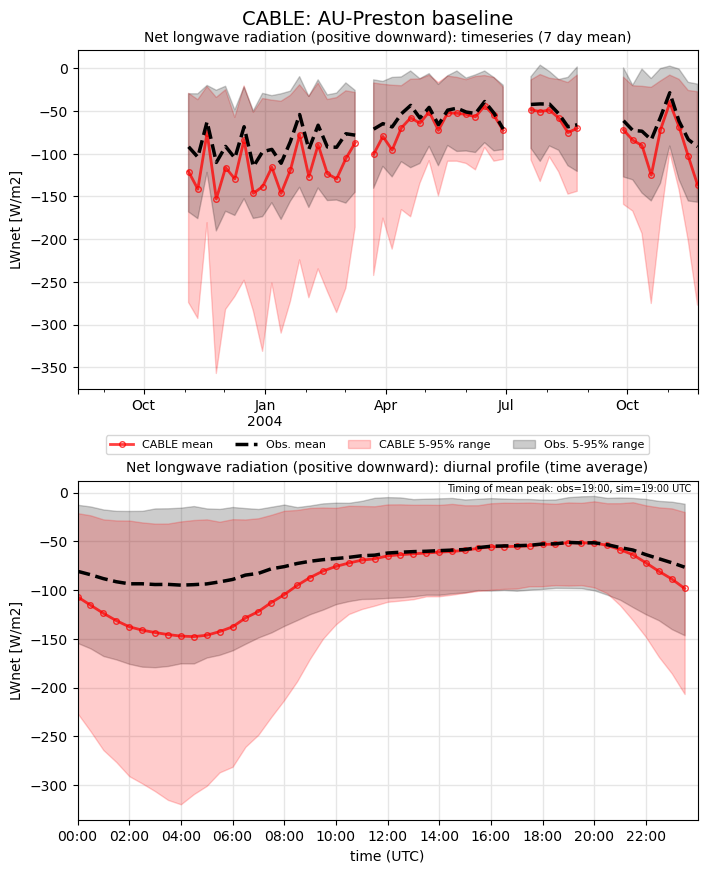 CABLE: AU-Preston baseline
Net longwave radiation (positive downward): timeseries (7 day mean)
0
−50
−100
−150
−200
−250
−300
−350
LWnet [W/m2]
Oct
Jan
2004
Apr
Jul
Oct
CABLE mean
Obs. mean
CABLE 5-95% range
Obs. 5-95% range
Net longwave radiation (positive downward): diurnal profile (time average)
Timing of mean peak: obs=19:00, sim=19:00 UTC
0
−50
−100
−150
−200
−250
−300
LWnet [W/m2]
00:00
02:00
04:00
06:00
08:00
10:00
12:00
14:00
16:00
18:00
20:00
22:00
time (UTC)